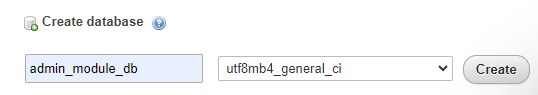 Create database
admin_module_db utf8mb4_general_ci Create